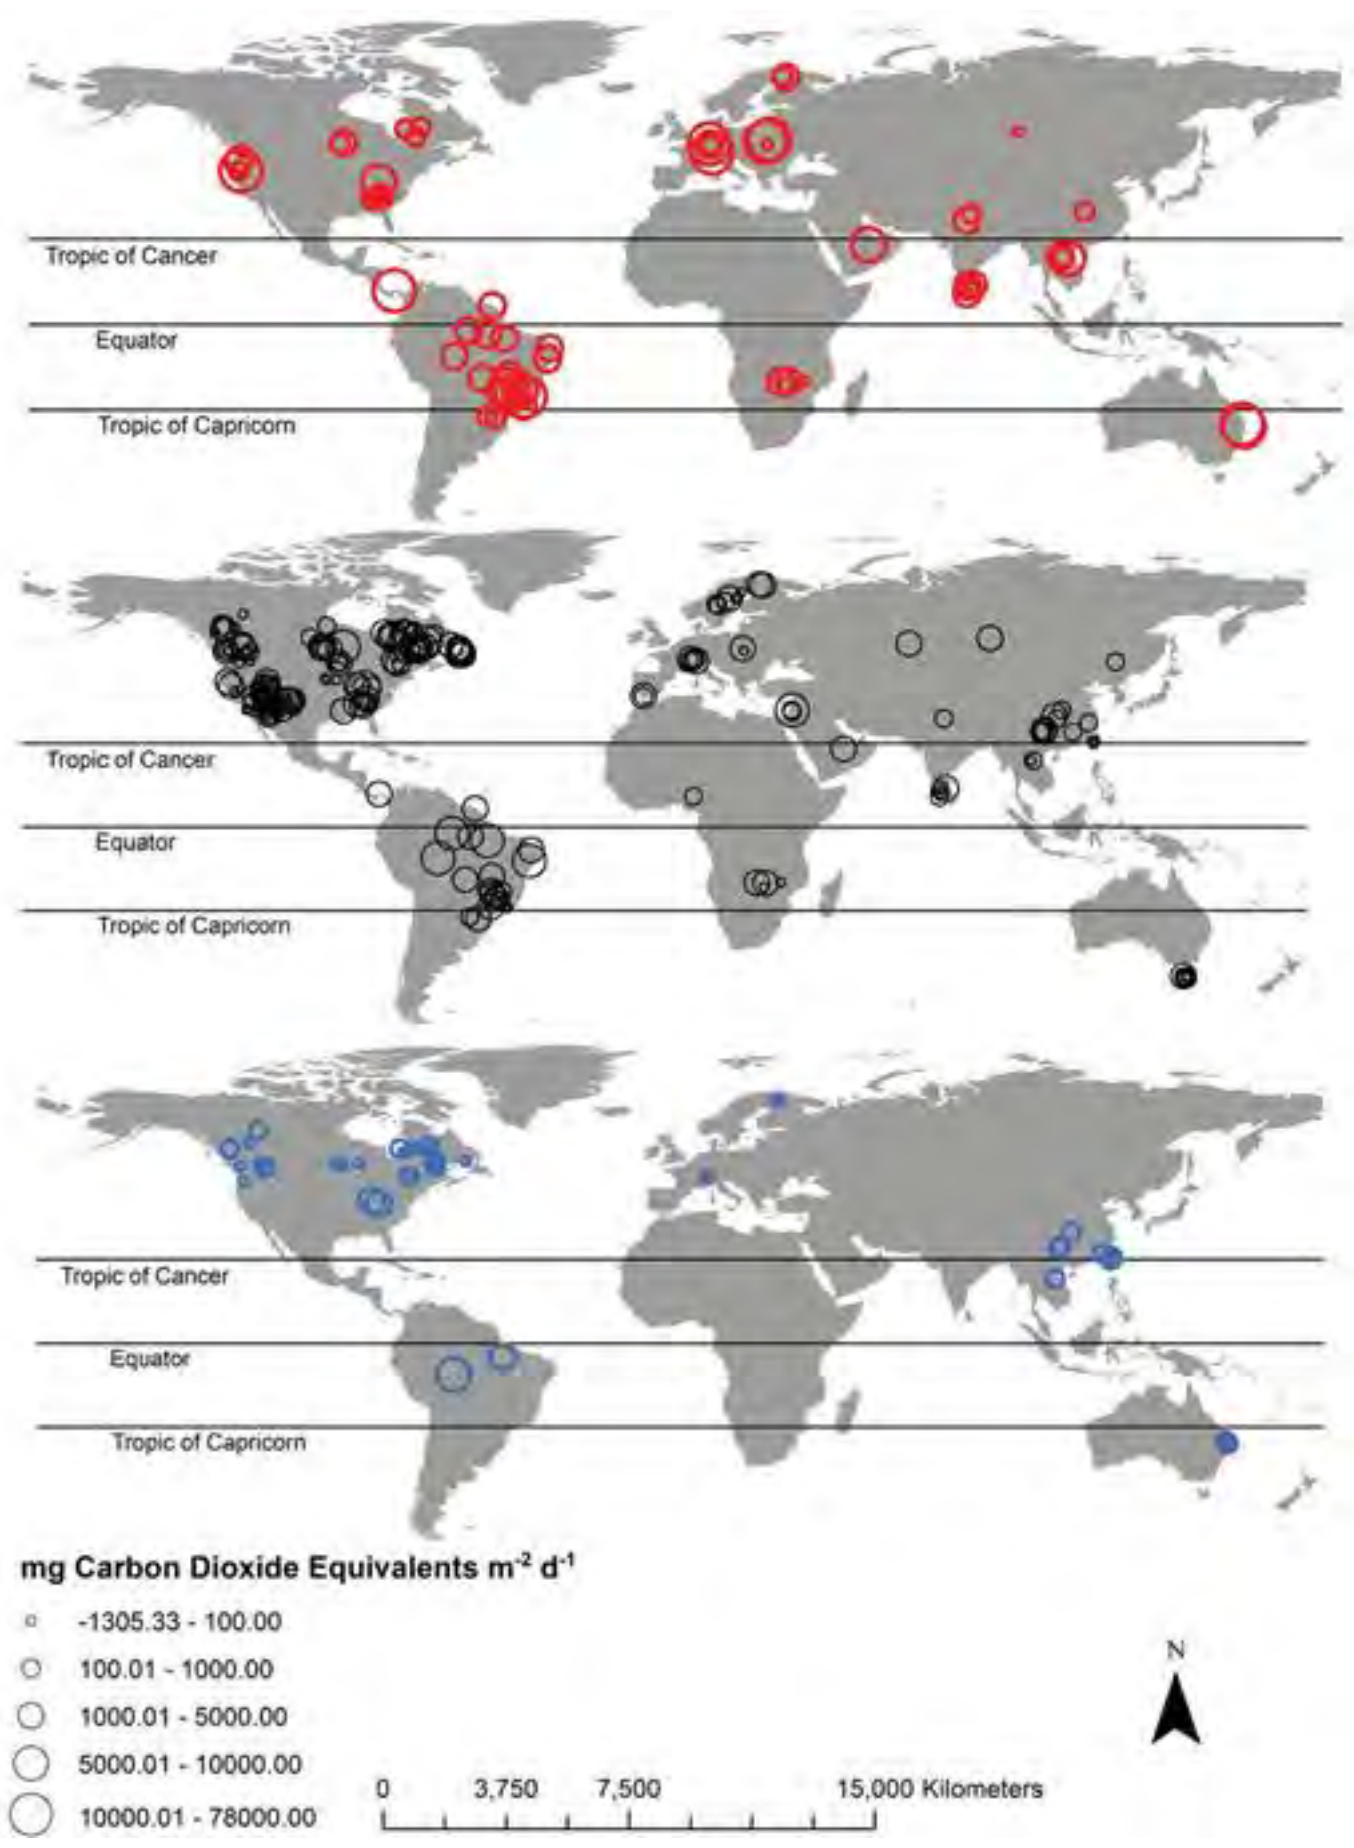 Tropic of Cancer
Equator
Tropic of Capricorn
Tropic of Cancer
Equator
Tropic of Capricorn
Tropic of Cancer
Equator
Tropic of Capricorn
mg Carbon Dioxide Equivalents m⁻² d⁻¹
-1305.33 - 100.00
100.01 - 1000.00
1000.01 - 5000.00
5000.01 - 10000.00
10000.01 - 78000.00
N
0 3,750 7,500 15,000 Kilometers